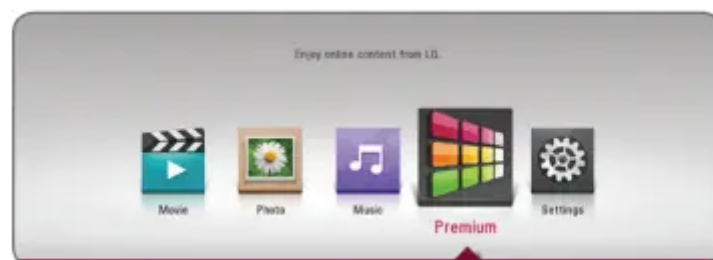 Enjoy online content from LG.
Movie
Photo
Music
Premium
Settings